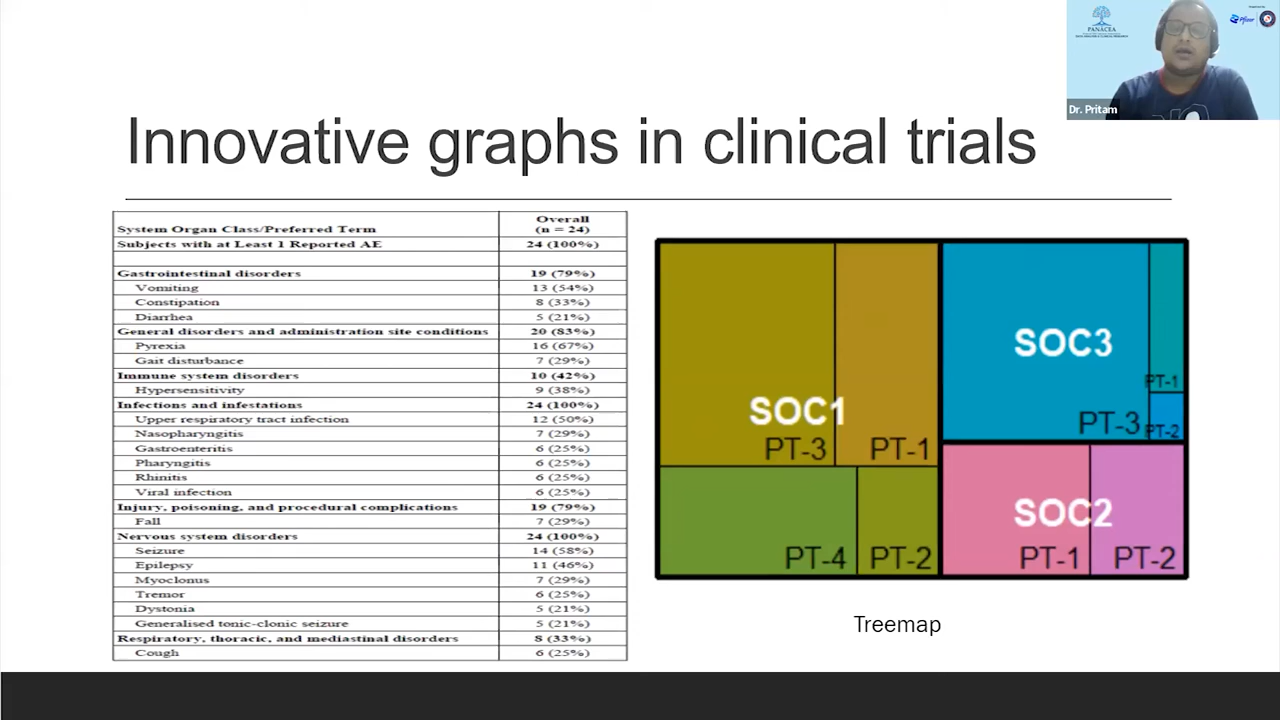 PANACEA
Pfizer
Dr. Pritam
Innovative graphs in clinical trials
System Organ Class/Preferred Term Overall (n = 24)
Subjects with at Least 1 Reported AE 24 (100%)
Gastrointestinal disorders 19 (79%)
Vomiting 13 (54%)
Constipation 8 (33%)
Diarrhea 5 (21%)
General disorders and administration site conditions 20 (83%)
Pyrexia 16 (67%)
Gait disturbance 7 (29%)
Immune system disorders 10 (42%)
Hypersensitivity 9 (38%)
Infections and infestations 24 (100%)
Upper respiratory tract infection 12 (50%)
Nasopharyngitis 7 (29%)
Gastroenteritis 6 (25%)
Pharyngitis 6 (25%)
Rhinitis 6 (25%)
Viral infection 6 (25%)
Injury, poisoning, and procedural complications 19 (79%)
Fall 7 (29%)
Nervous system disorders 24 (100%)
Seizure 14 (58%)
Epilepsy 11 (46%)
Myoclonus 7 (29%)
Tremor 6 (25%)
Dystonia 5 (21%)
Generalised tonic-clonic seizure 5 (21%)
Respiratory, thoracic, and mediastinal disorders 8 (33%)
Cough 6 (25%)
SOC1
PT-3
PT-1
PT-4
PT-2
SOC3
PT-1
PT-3
PT-2
SOC2
PT-1
PT-2
Treemap